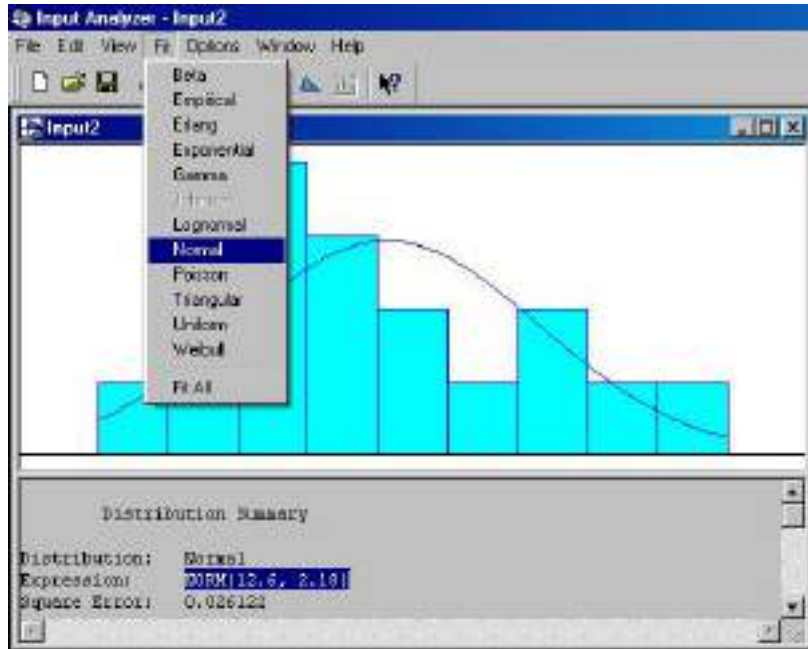 Input Analyzer - Input2
File Edit View Fit Options Window Help
Beta
Empirical
Erlang
Exponential
Gamma
Johnson
Lognormal
Normal
Poisson
Triangular
Uniform
Weibull
Fit All
Input2
Distribution Summary
Distribution: Normal
Expression: NORM(12.6, 2.18)
Square Error: 0.026122